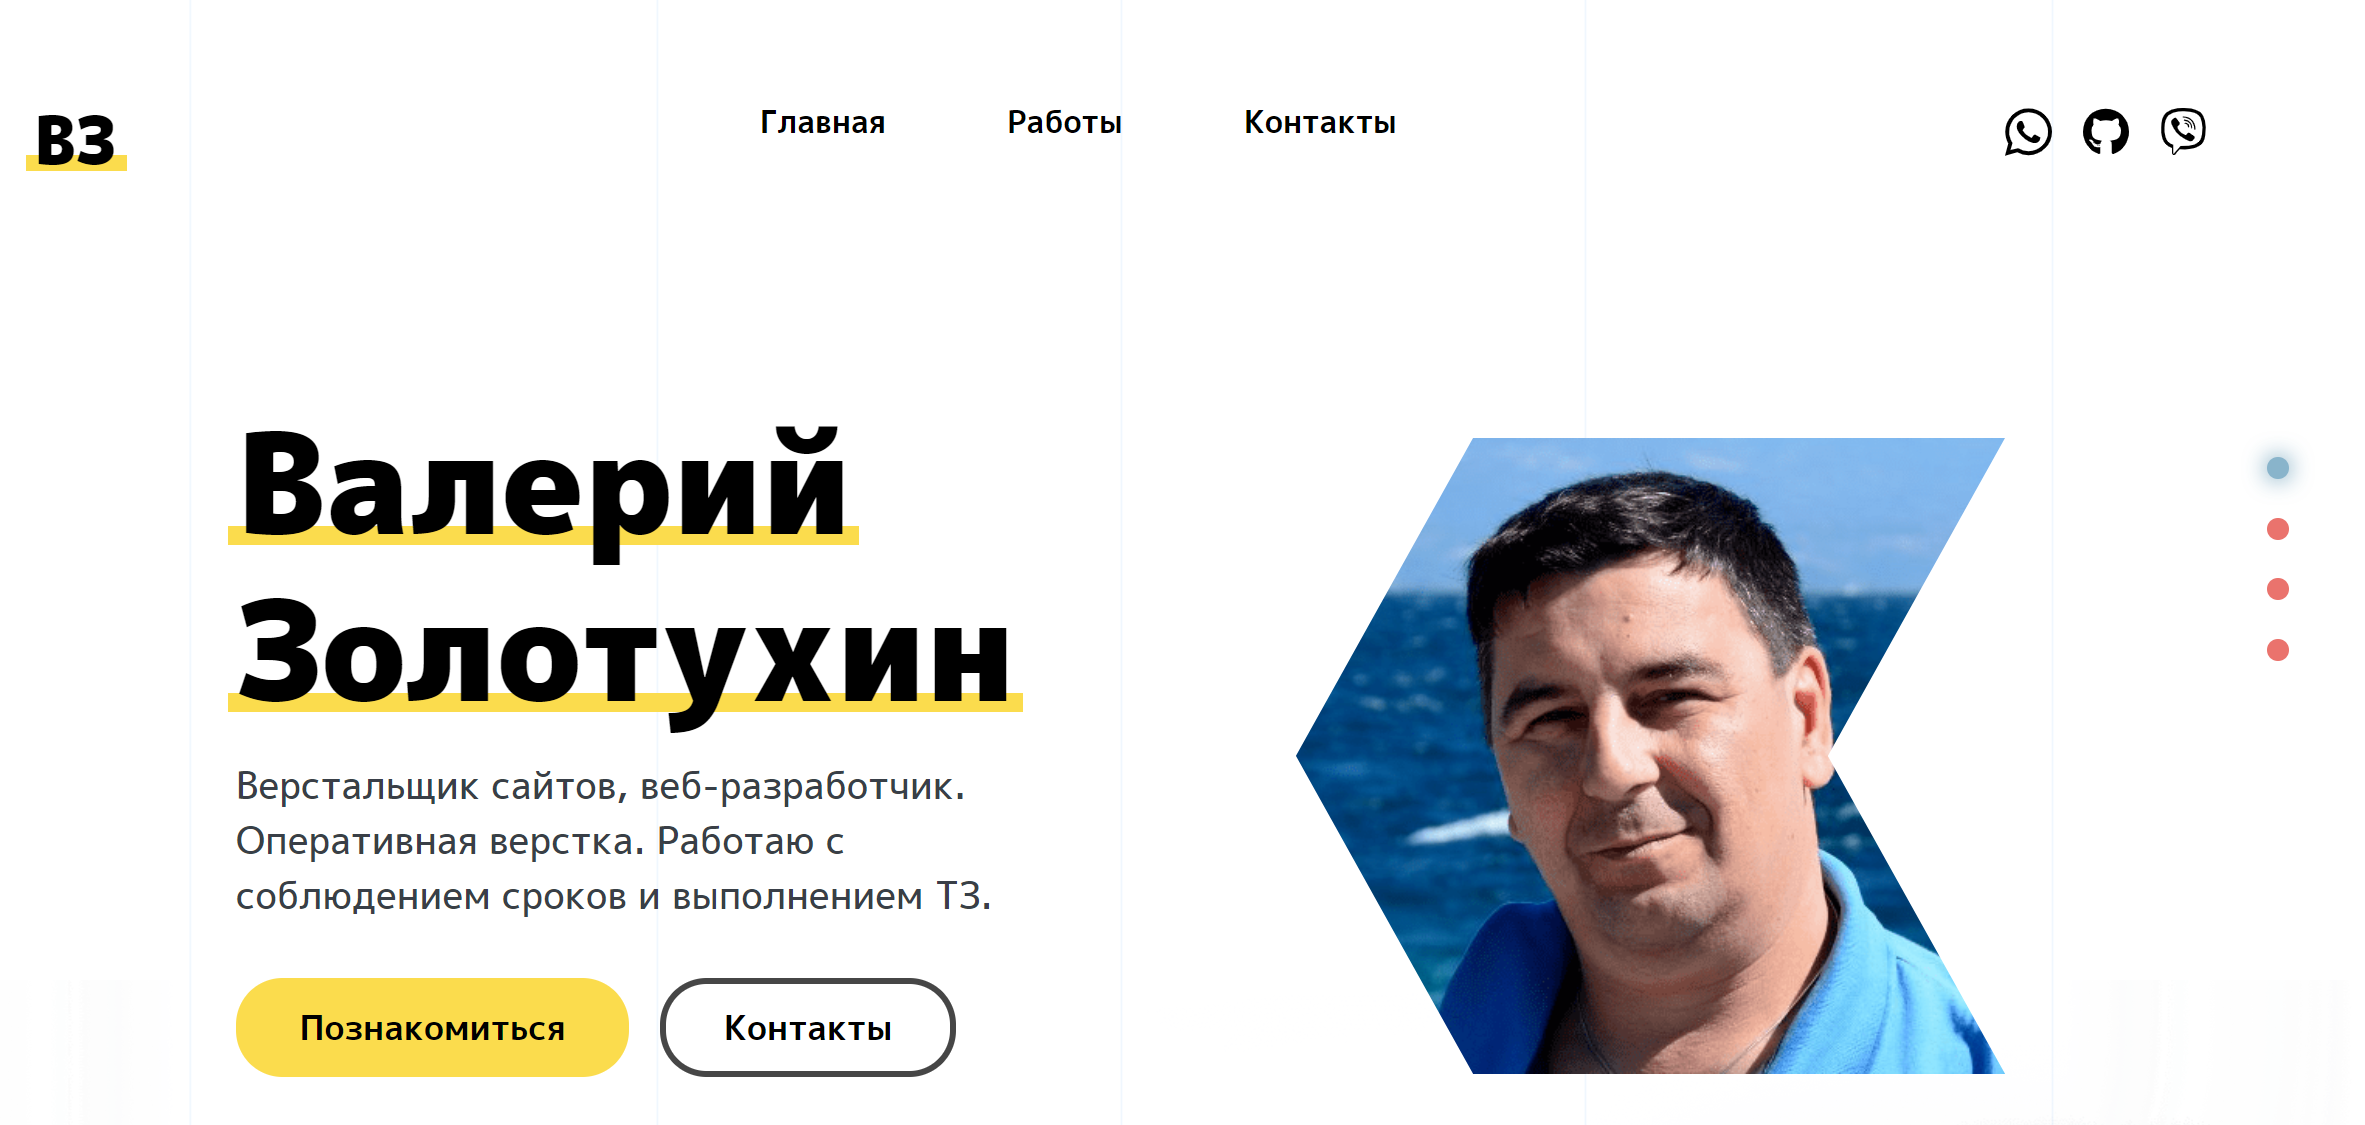 ВЗ
Главная Работы Контакты
Валерий
Золотухин
Верстальщик сайтов, веб-разработчик.
Оперативная верстка. Работаю с
соблюдением сроков и выполнением ТЗ.
Познакомиться Контакты